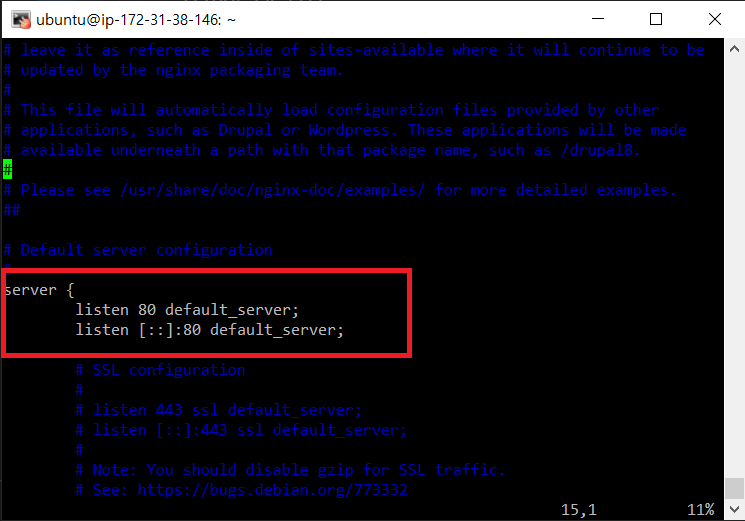 ubuntu@ip-172-31-38-146: ~
# leave it as reference inside of sites-available where it will continue to be
# updated by the nginx packaging team.
#
# This file will automatically load configuration files provided by other
# applications, such as Drupal or Wordpress. These applications will be made
# available underneath a path with that package name, such as /drupal8.
#
# Please see /usr/share/doc/nginx-doc/examples/ for more detailed examples.
##
# Default server configuration
#
server {
listen 80 default_server;
listen [::]:80 default_server;
# SSL configuration
#
# listen 443 ssl default_server;
# listen [::]:443 ssl default_server;
#
# Note: You should disable gzip for SSL traffic.
# See: https://bugs.debian.org/773332
15,1 11%